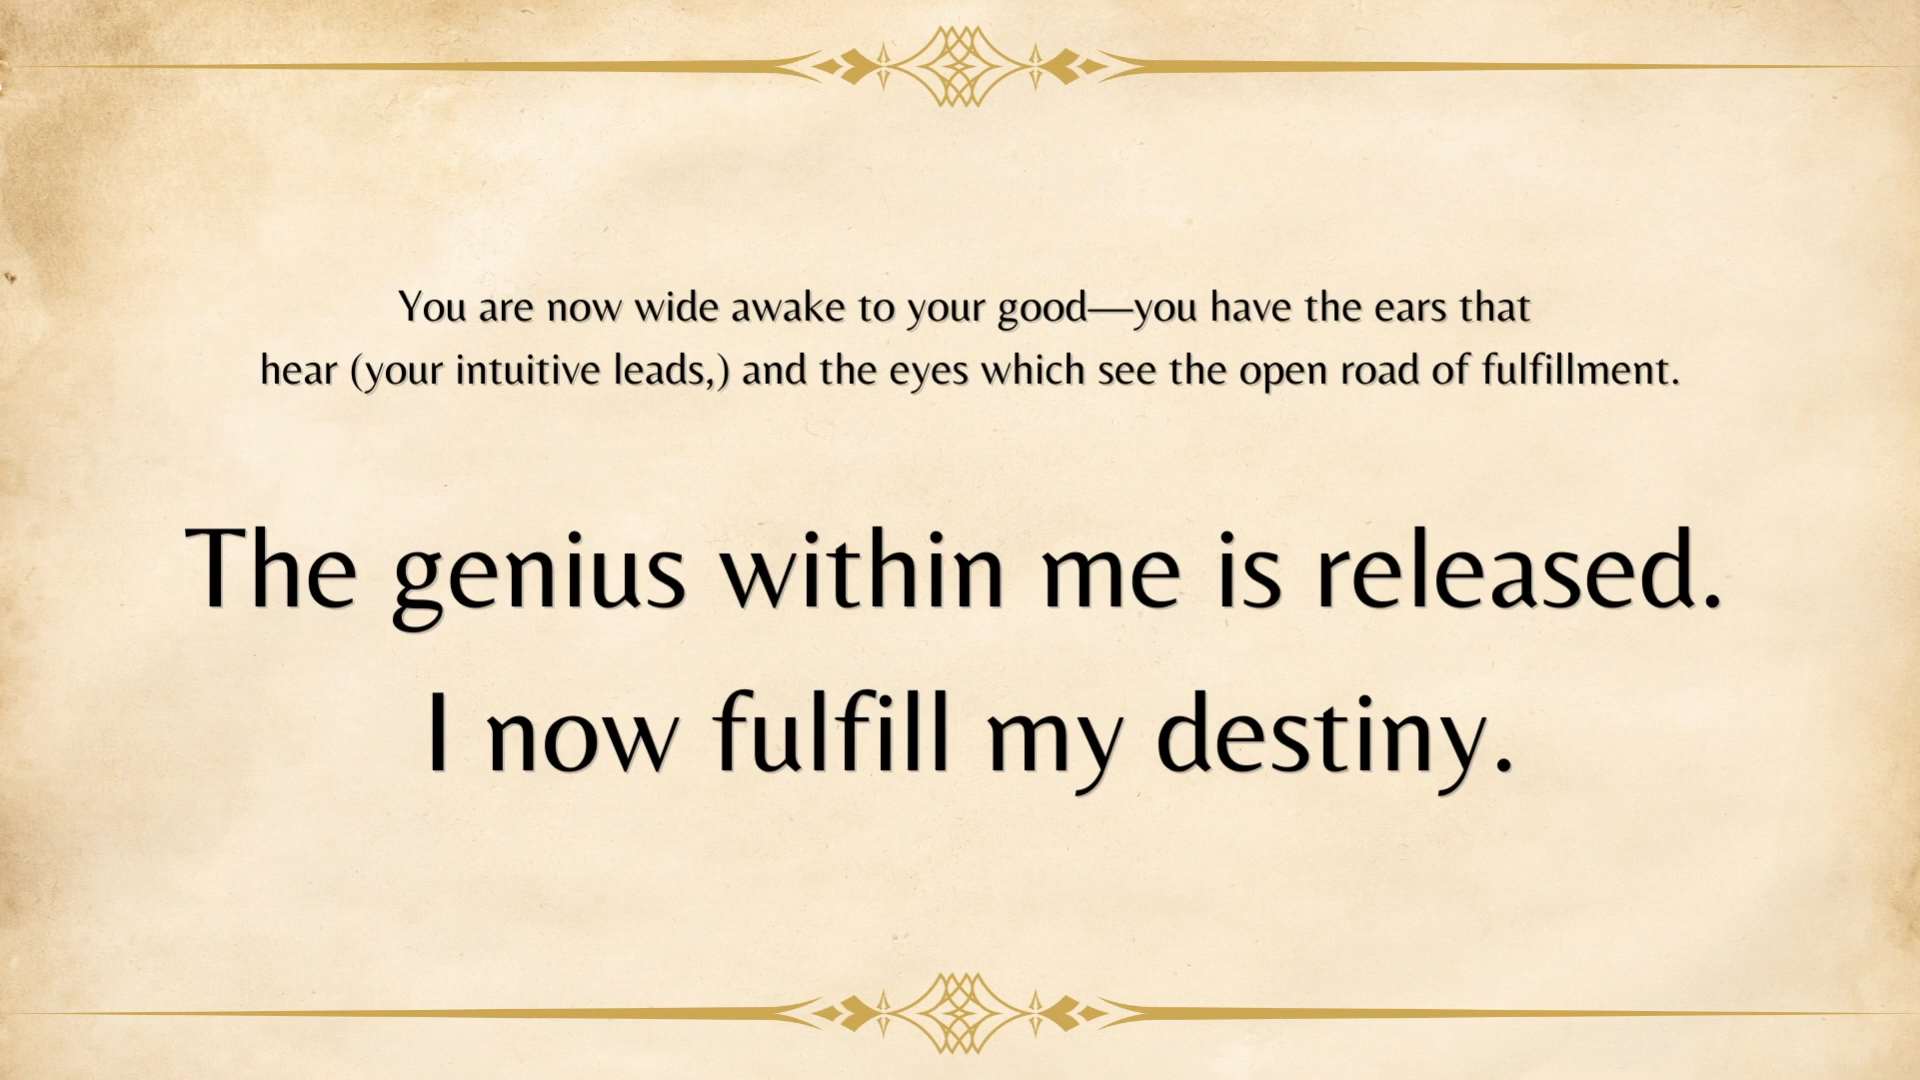 You are now wide awake to your good—you have the ears that
hear (your intuitive leads,) and the eyes which see the open road of fulfillment.
The genius within me is released.
I now fulfill my destiny.